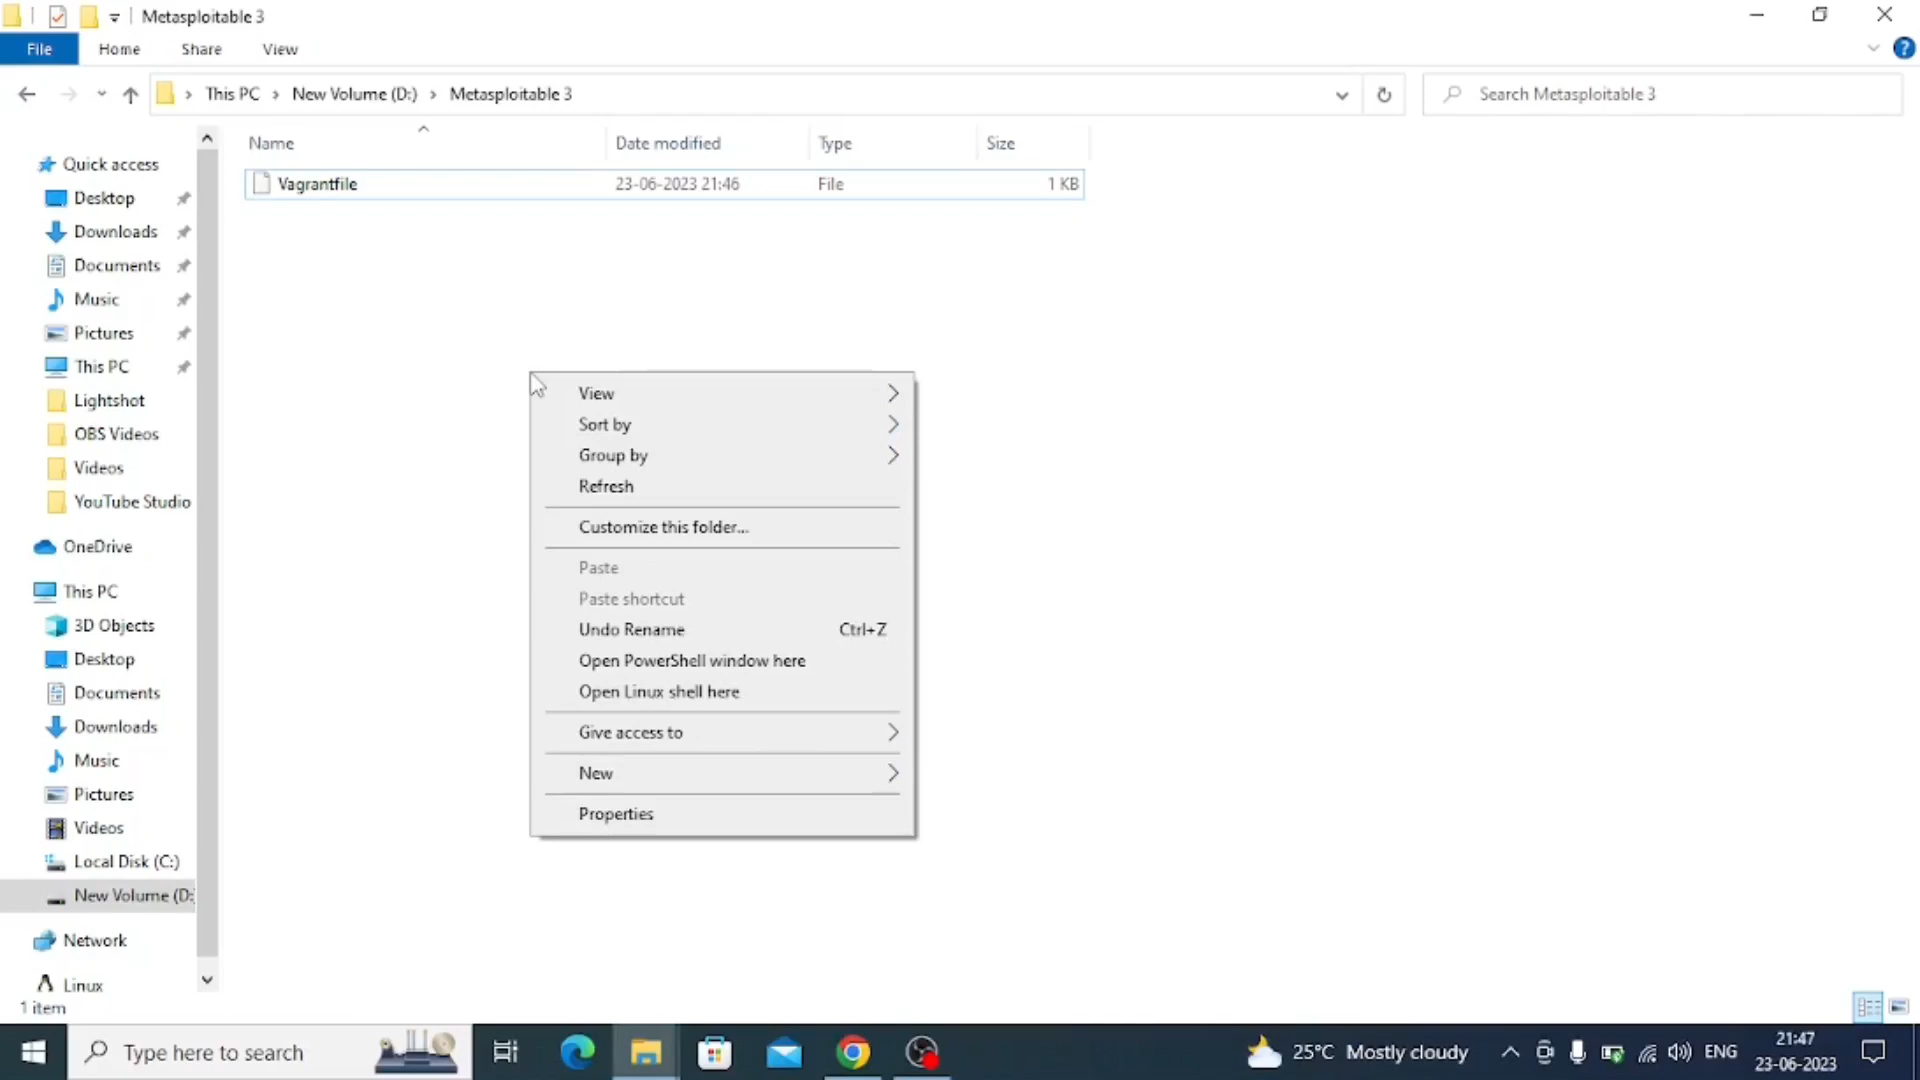 Metasploitable 3
File Home Share View
This PC New Volume (D:) Metasploitable 3
Search Metasploitable 3
Name Date modified Type Size
Vagrantfile 23-06-2023 21:46 File 1 KB
Quick access
Desktop
Downloads
Documents
Music
Pictures
This PC
Lightshot
OBS Videos
Videos
YouTube Studio
OneDrive
This PC
3D Objects
Desktop
Documents
Downloads
Music
Pictures
Videos
Local Disk (C:)
New Volume (D:
Network
Linux
1 item
View
Sort by
Group by
Refresh
Customize this folder...
Paste
Paste shortcut
Undo Rename Ctrl+Z
Open PowerShell window here
Open Linux shell here
Give access to
New
Properties
Type here to search
25°C Mostly cloudy
ENG
21:47
23-06-2023